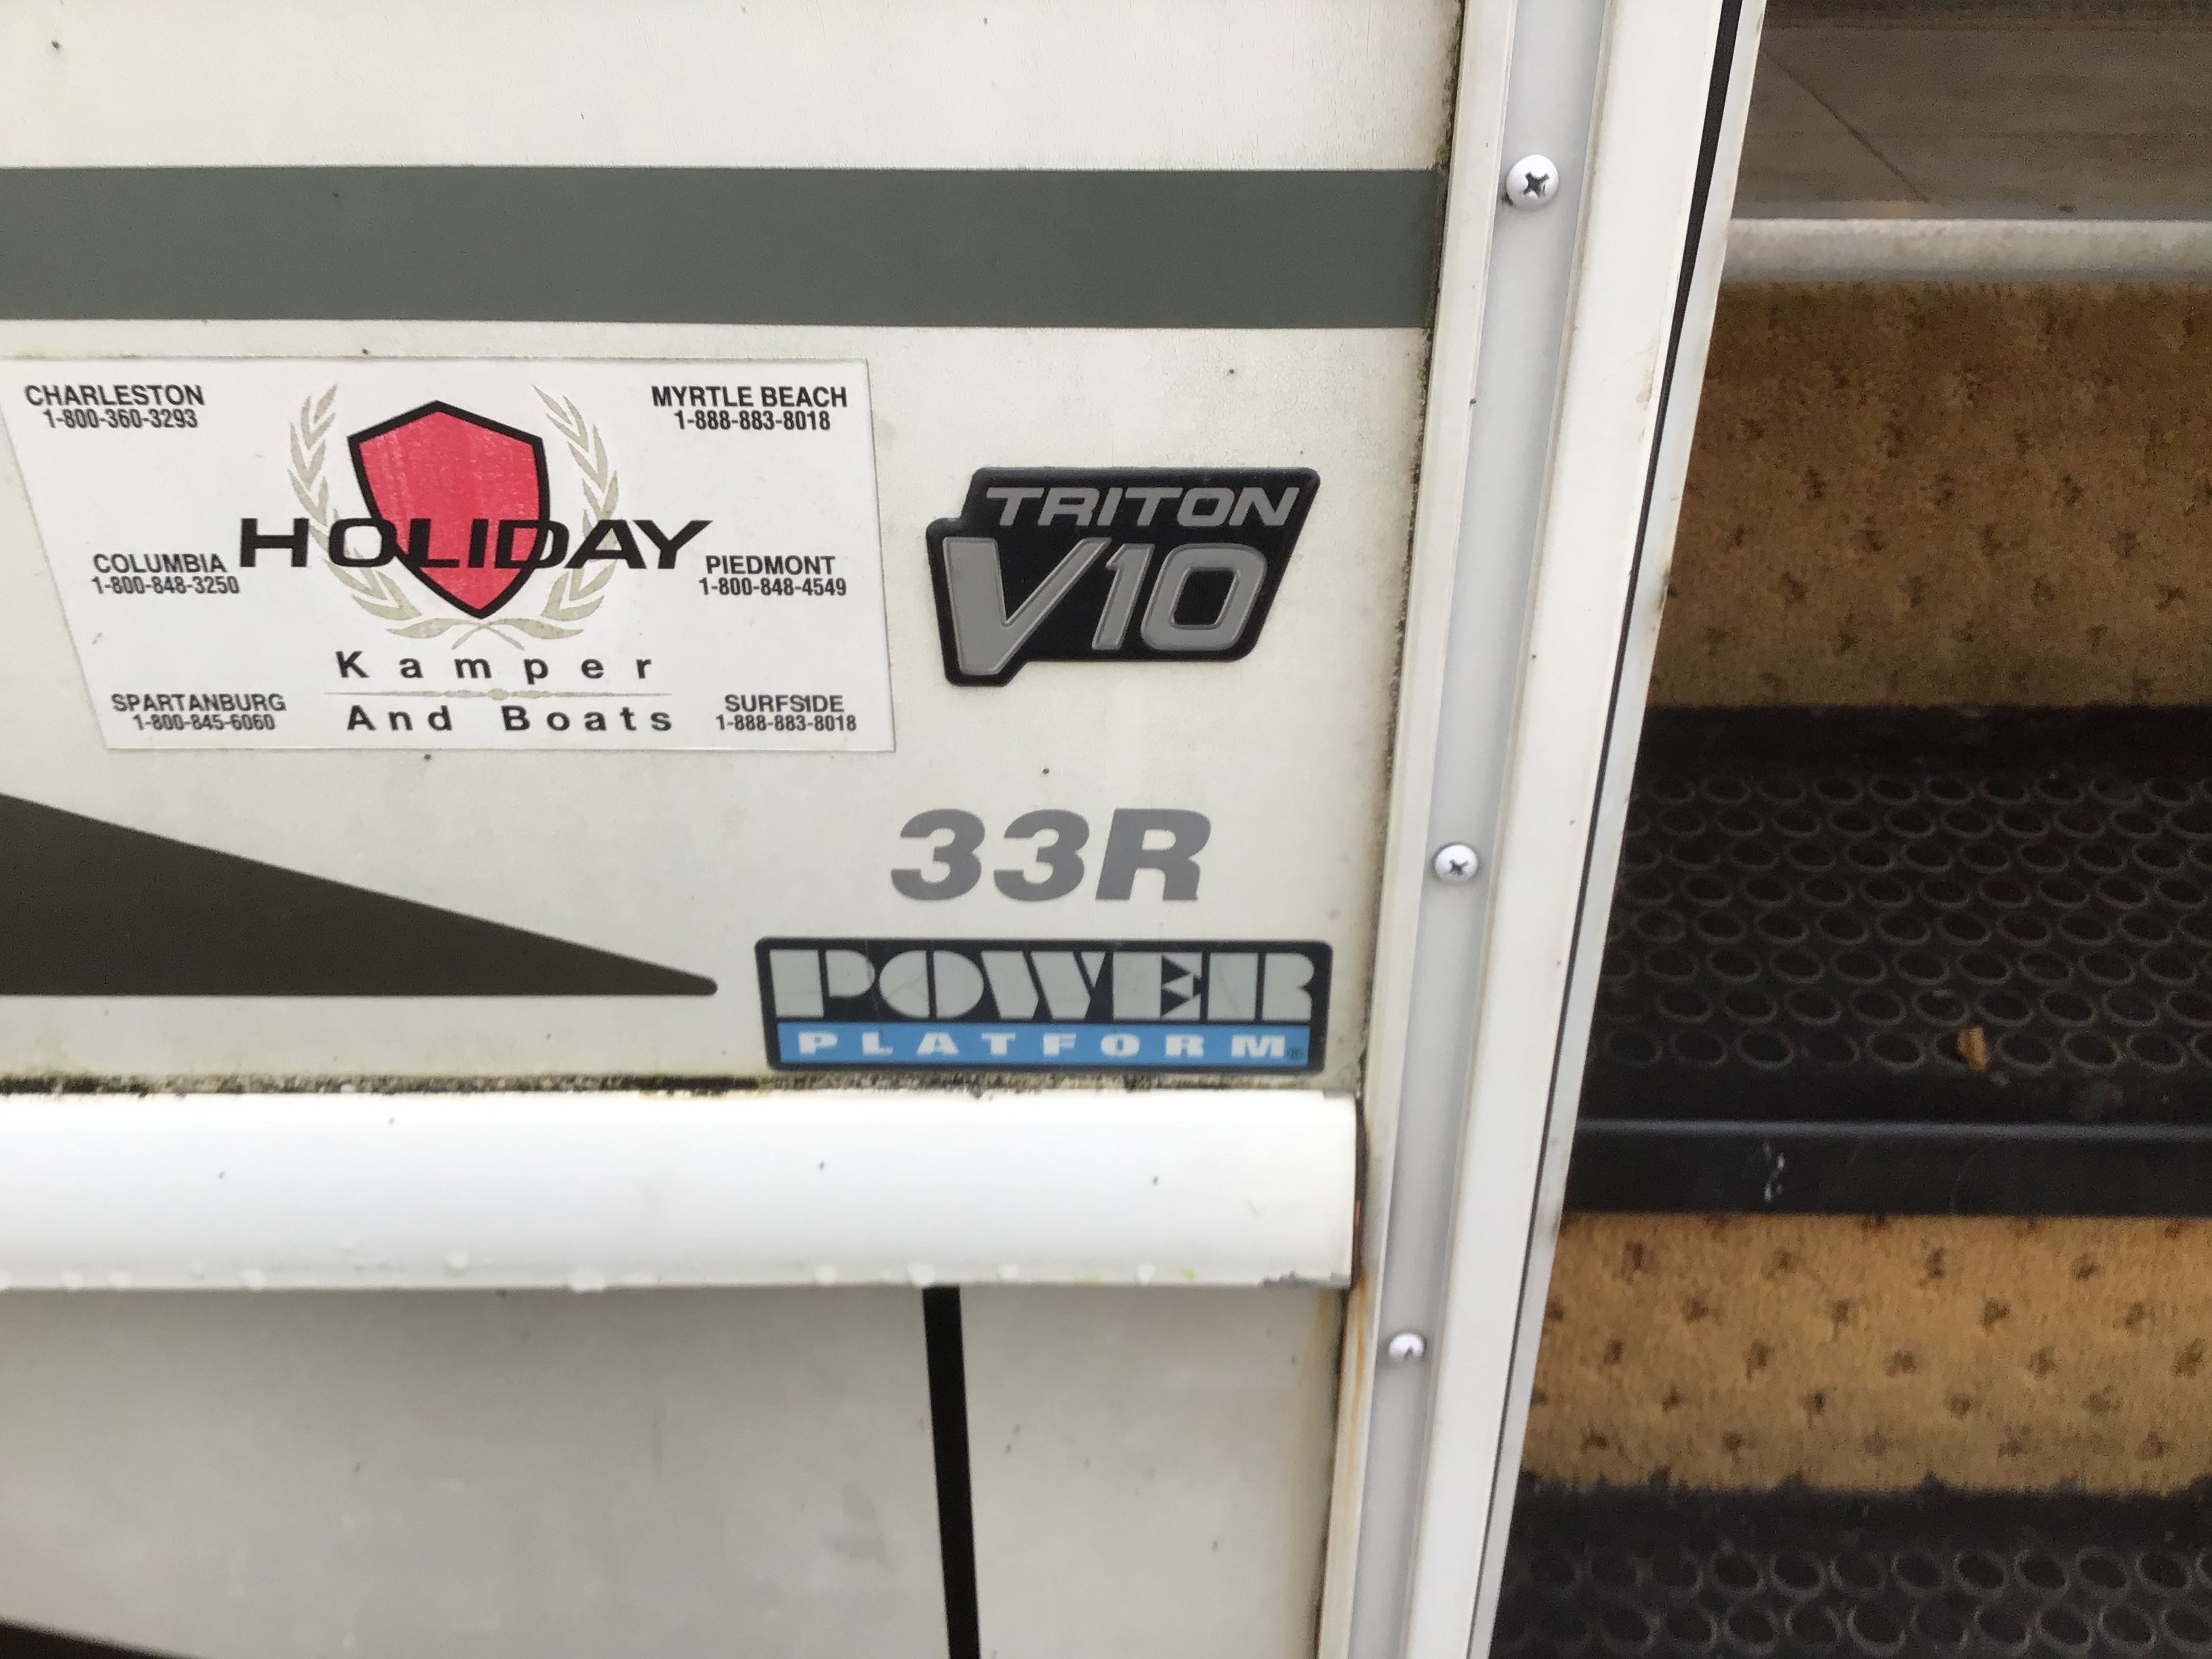 CHARLESTON
1-800-360-3293
MYRTLE BEACH
1-888-883-8018
HOLIDAY
COLUMBIA
1-800-848-3250
PIEDMONT
1-800-848-4549
Kamper
And Boats
SPARTANBURG
1-800-845-6060
SURFSIDE
1-888-883-8018
TRITON
V10
33R
POWER
PLATFORM®